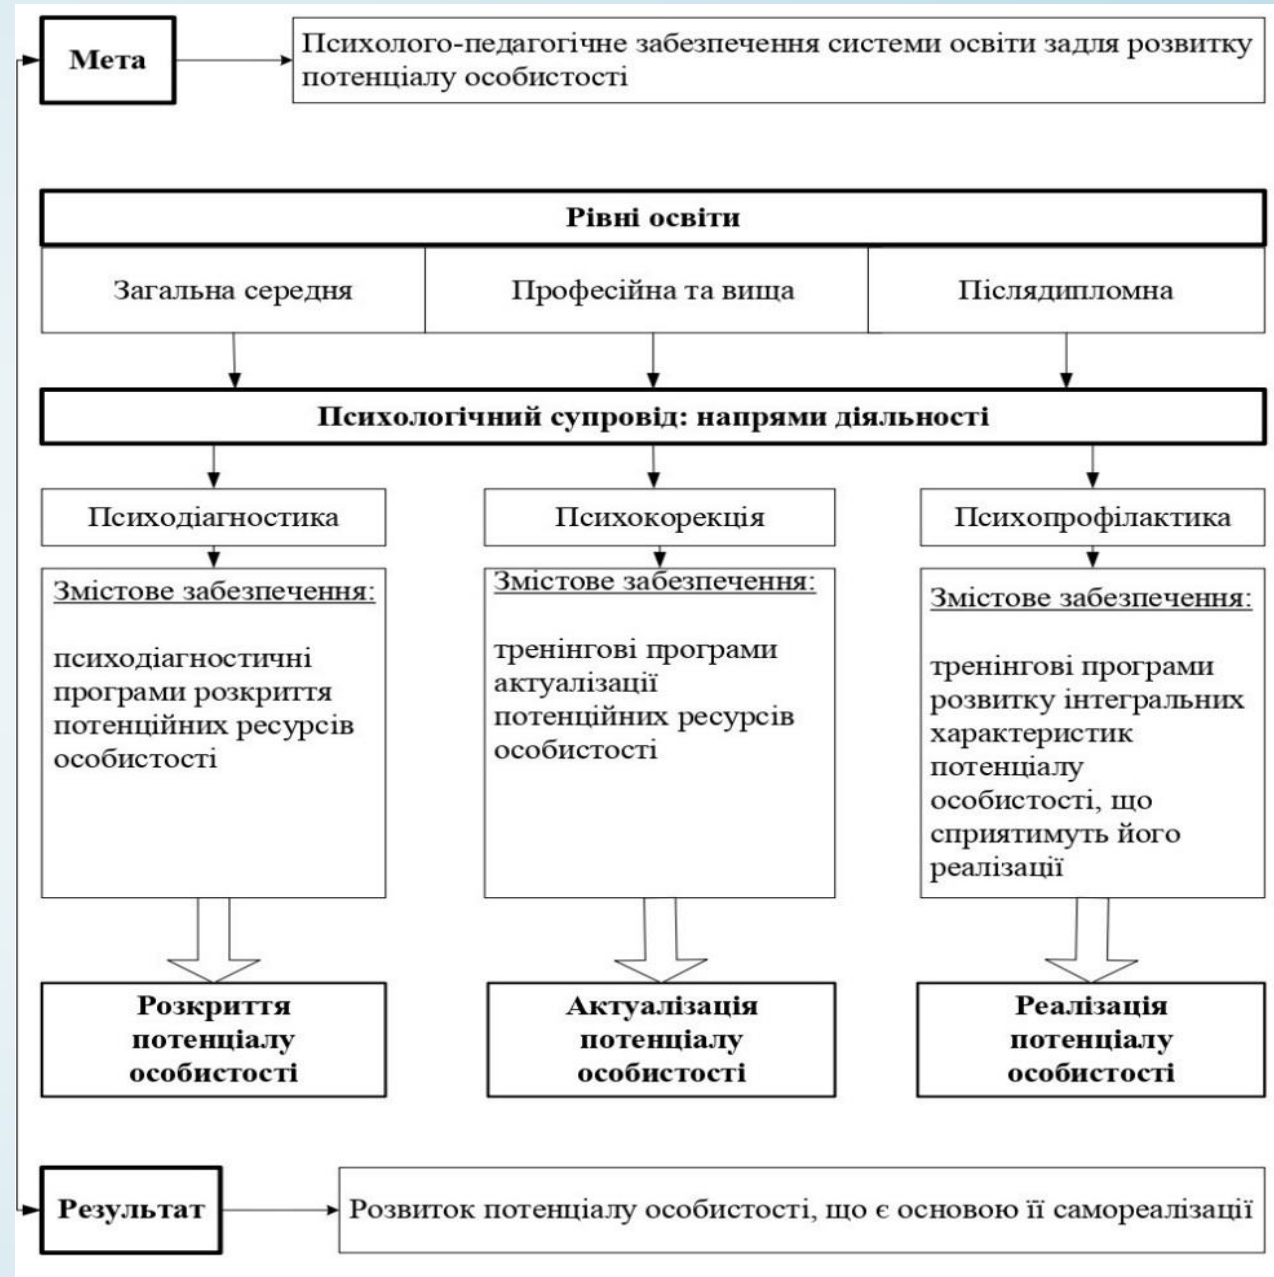 Мета
Психолого-педагогічне забезпечення системи освіти задля розвитку
потенціалу особистості
Рівні освіти
Загальна середня
Професійна та вища
Післядипломна
Психологічний супровід: напрями діяльності
Психодіагностика
Психокорекція
Психопрофілактика
Змістове забезпечення:
психодіагностичні
програми розкриття
потенційних ресурсів
особистості
Змістове забезпечення:
тренінгові програми
актуалізації
потенційних ресурсів
особистості
Змістове забезпечення:
тренінгові програми
розвитку інтегральних
характеристик
потенціалу
особистості, що
сприятимуть його
реалізації
Розкриття
потенціалу
особистості
Актуалізація
потенціалу
особистості
Реалізація
потенціалу
особистості
Результат
Розвиток потенціалу особистості, що є основою її самореалізації